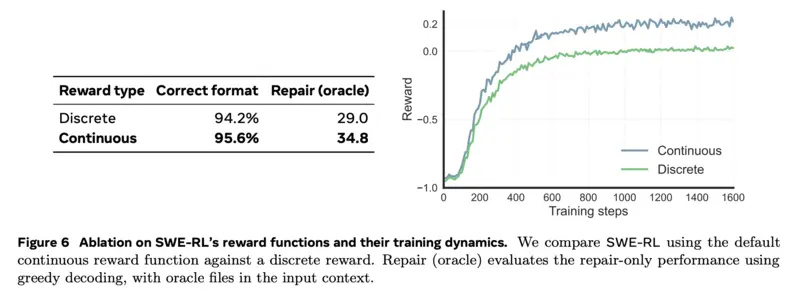 Reward type Correct format Repair (oracle)
Discrete 94.2% 29.0
Continuous 95.6% 34.8
Reward
0.2
0.0
−0.5
−1.0
Continuous
Discrete
0 200 400 600 800 1000 1200 1400 1600
Training steps
Figure 6 Ablation on SWE-RL's reward functions and their training dynamics. We compare SWE-RL using the default
continuous reward function against a discrete reward. Repair (oracle) evaluates the repair-only performance using
greedy decoding, with oracle files in the input context.